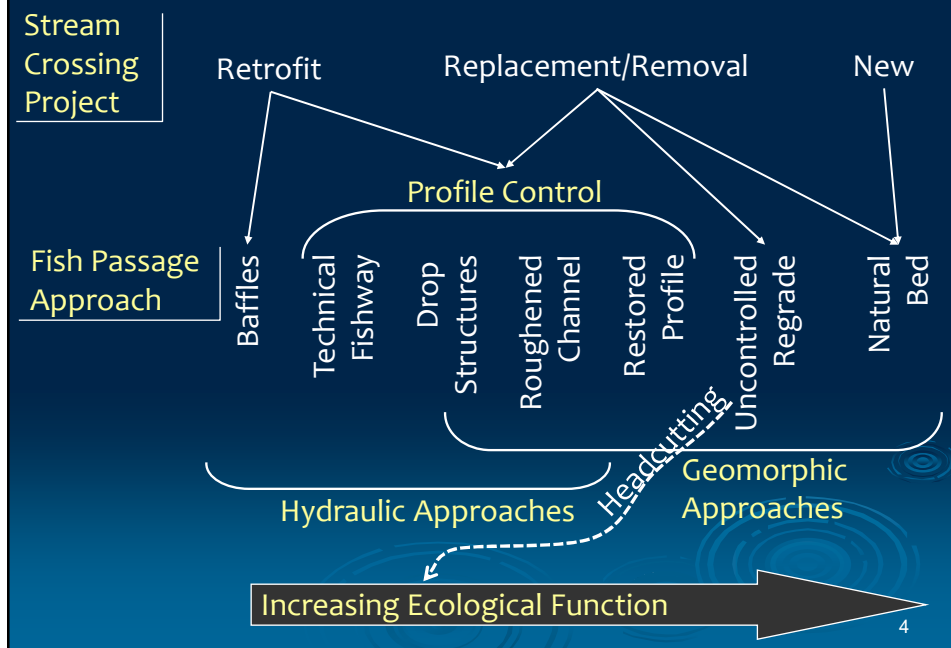 Stream
Crossing
Project
Retrofit
Replacement/Removal
New
Profile Control
Fish Passage
Approach
Baffles
Technical
Fishway
Drop
Structures
Roughened
Channel
Restored
Profile
Uncontrolled
Regrade
Natural
Bed
Headcutting
Hydraulic Approaches
Geomorphic
Approaches
Increasing Ecological Function
4